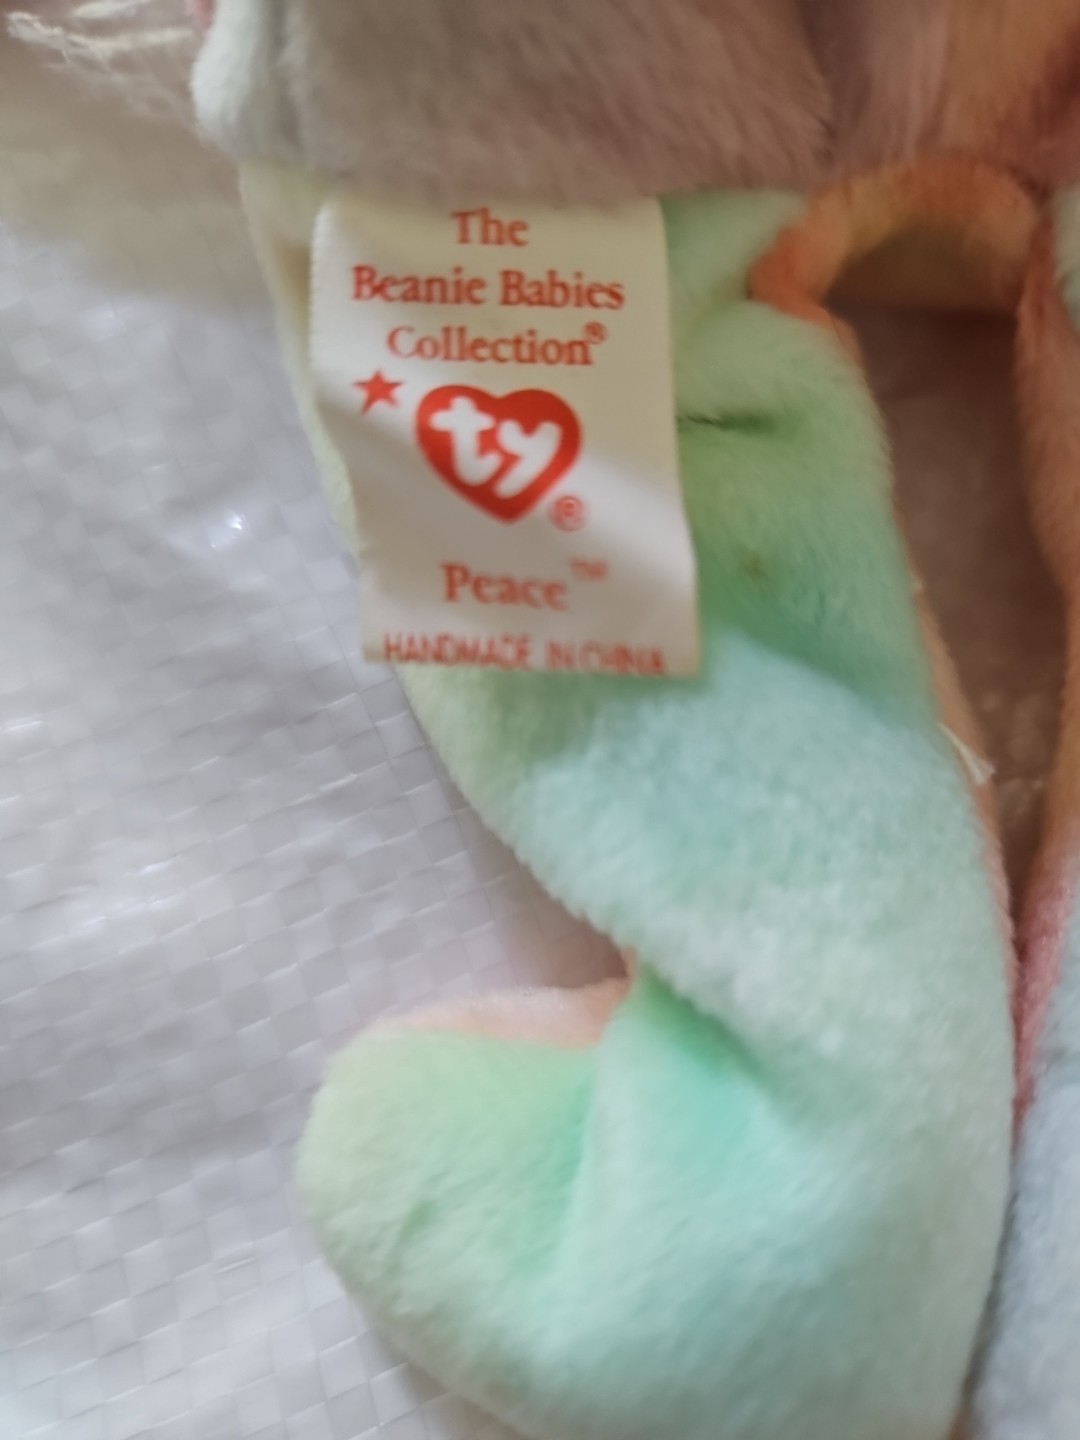 The
Beanie Babies
Collection®
ty®
Peace™
HANDMADE IN CHINA